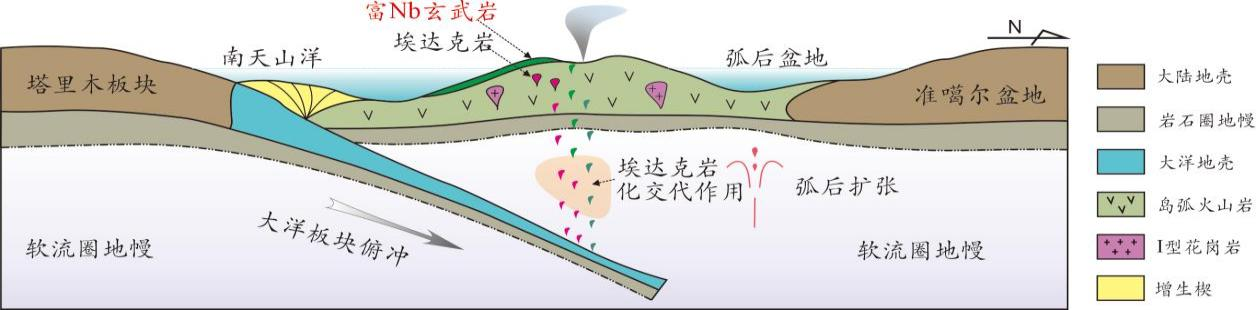 富Nb玄武岩
埃达克岩
南天山洋
弧后盆地
N
塔里木板块
准噶尔盆地
埃达克岩
化交代作用
弧后扩张
大洋板块俯冲
软流圈地慢
软流圈地慢
大陆地壳
岩石圈地慢
大洋地壳
岛弧火山岩
I型花岗岩
增生楔